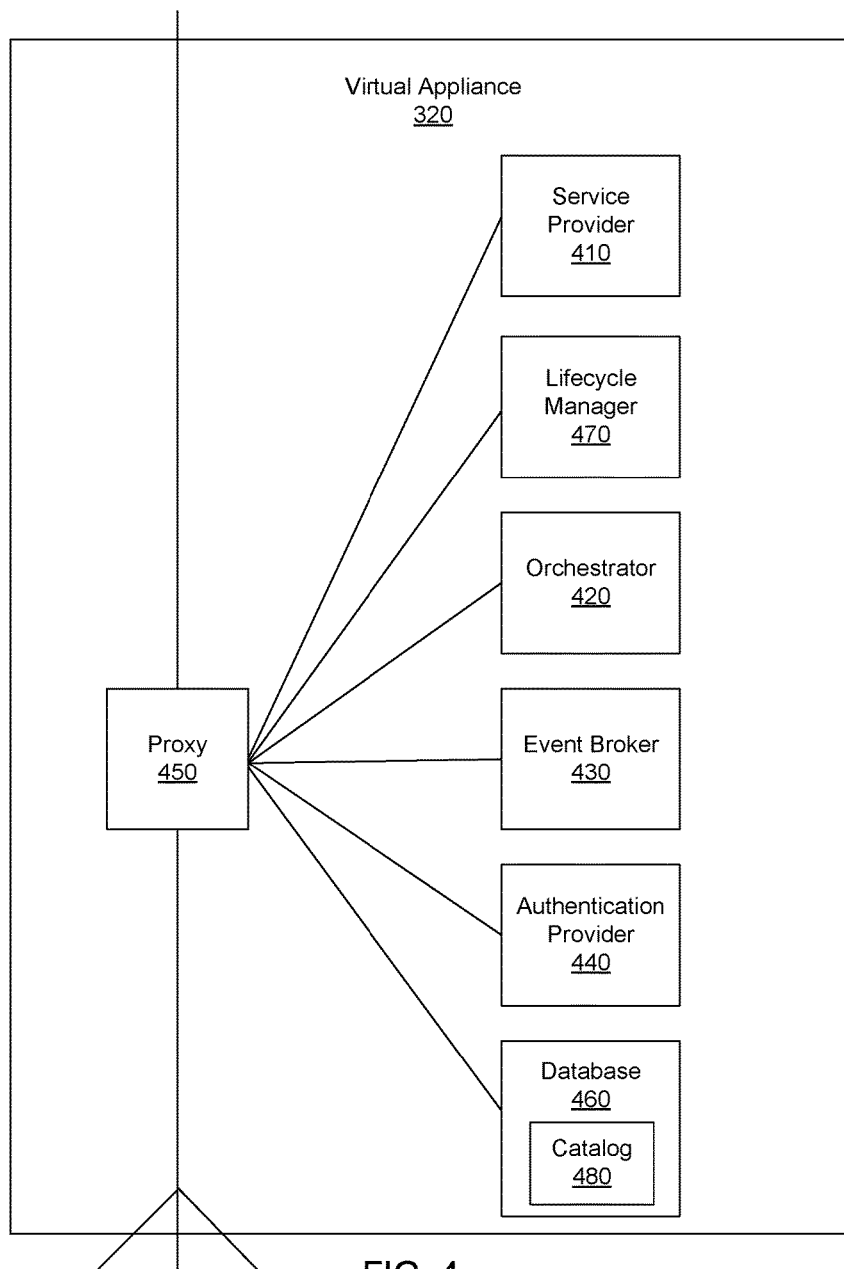 Virtual Appliance
320
Service
Provider
410
Lifecycle
Manager
470
Orchestrator
420
Proxy
450
Event Broker
430
Authentication
Provider
440
Database
460
Catalog
480
FIG. 4